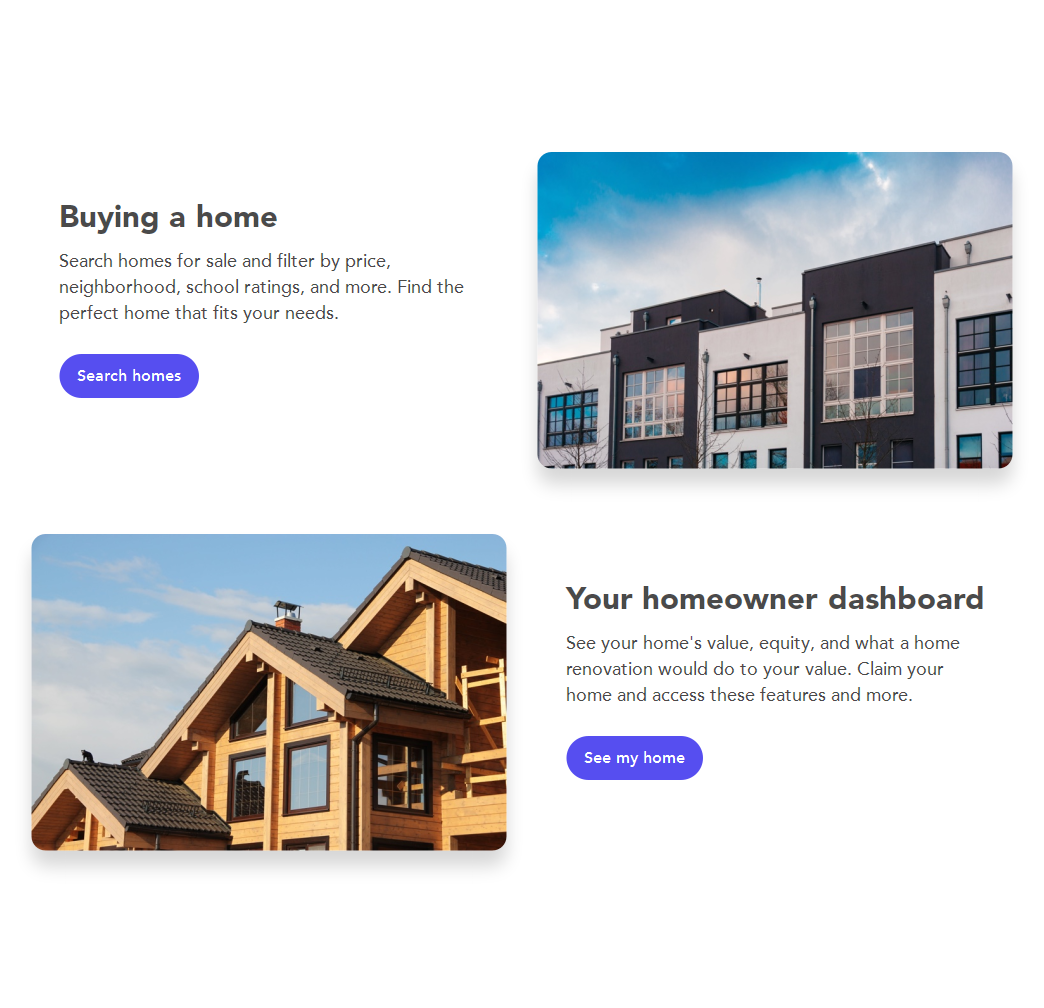 Buying a home
Search homes for sale and filter by price,
neighborhood, school ratings, and more. Find the
perfect home that fits your needs.
Search homes
Your homeowner dashboard
See your home's value, equity, and what a home
renovation would do to your value. Claim your
home and access these features and more.
See my home